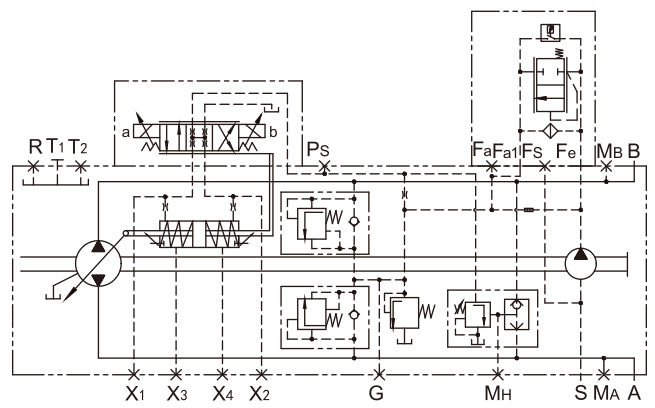 a b
R T1 T2 PS Fa Fa1 FS Fe MB B
X1 X3 X4 X2 G MH S MA A